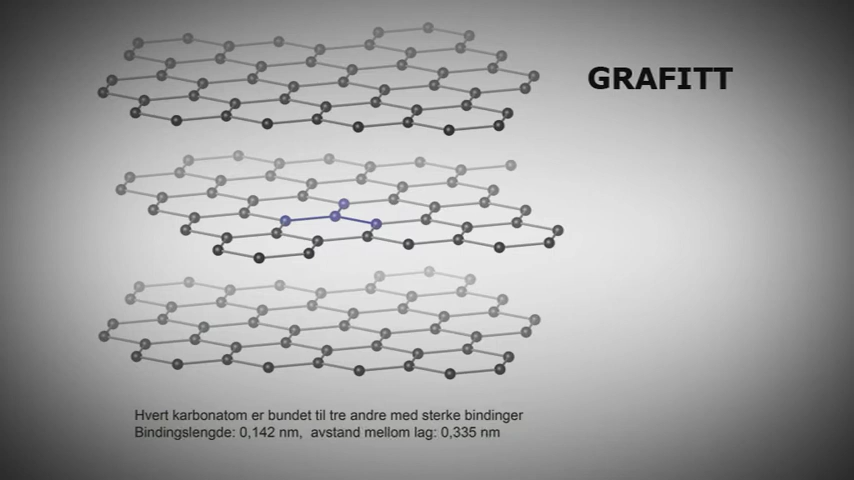 GRAFITT
Hvert karbonatom er bundet til tre andre med sterke bindinger
Bindingslengde: 0,142 nm, avstand mellom lag: 0,335 nm